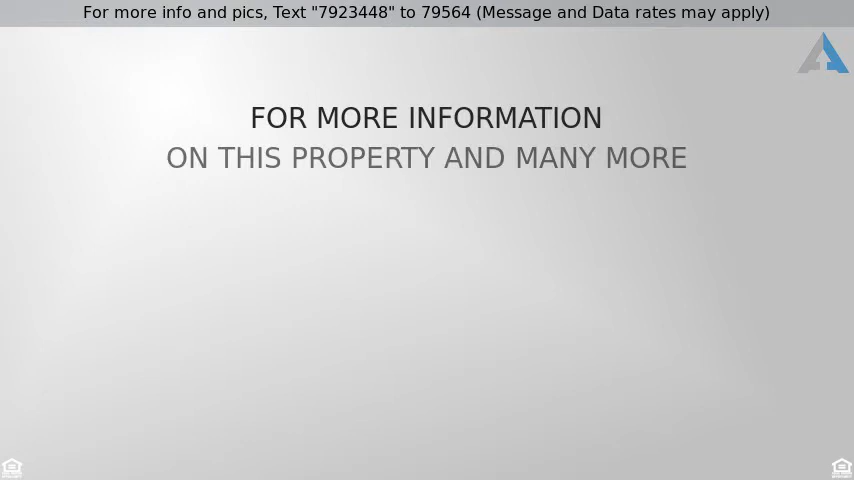 For more info and pics, Text "7923448" to 79564 (Message and Data rates may apply)
FOR MORE INFORMATION
ON THIS PROPERTY AND MANY MORE